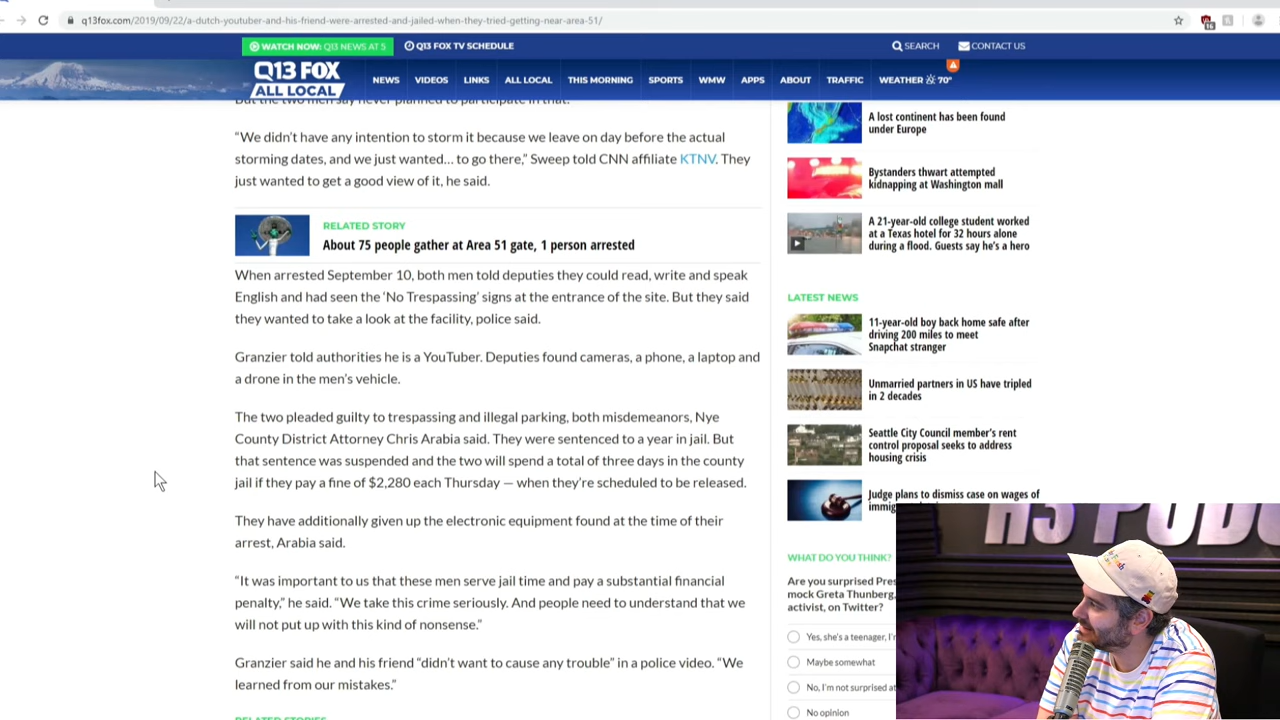 q13fox.com/2019/09/22/a-dutch-youtuber-and-his-friend-were-arrested-and-jailed-when-they-tried-getting-near-area-51/
WATCH NOW: Q13 NEWS AT 5
Q13 FOX TV SCHEDULE
SEARCH
CONTACT US
Q13 FOX
ALL LOCAL
NEWS
VIDEOS
LINKS
ALL LOCAL
THIS MORNING
SPORTS
WMW
APPS
ABOUT
TRAFFIC
WEATHER
70°
But the two men say never planned to participate in that.
“We didn’t have any intention to storm it because we leave on day before the actual
storming dates, and we just wanted… to go there,” Sweep told CNN affiliate KTNV. They
just wanted to get a good view of it, he said.
RELATED STORY
About 75 people gather at Area 51 gate, 1 person arrested
When arrested September 10, both men told deputies they could read, write and speak
English and had seen the ‘No Trespassing’ signs at the entrance of the site. But they said
they wanted to take a look at the facility, police said.
Granzier told authorities he is a YouTuber. Deputies found cameras, a phone, a laptop and
a drone in the men’s vehicle.
The two pleaded guilty to trespassing and illegal parking, both misdemeanors, Nye
County District Attorney Chris Arabia said. They were sentenced to a year in jail. But
that sentence was suspended and the two will spend a total of three days in the county
jail if they pay a fine of $2,280 each Thursday — when they’re scheduled to be released.
They have additionally given up the electronic equipment found at the time of their
arrest, Arabia said.
“It was important to us that these men serve jail time and pay a substantial financial
penalty,” he said. “We take this crime seriously. And people need to understand that we
will not put up with this kind of nonsense.”
Granzier said he and his friend “didn’t want to cause any trouble” in a police video. “We
learned from our mistakes.”
RELATED STORIES
A lost continent has been found
under Europe
Bystanders thwart attempted
kidnapping at Washington mall
A 21-year-old college student worked
at a Texas hotel for 32 hours alone
during a flood. Guests say he’s a hero
LATEST NEWS
11-year-old boy back home safe after
driving 200 miles to meet
Snapchat stranger
Unmarried partners in US have tripled
in 2 decades
Seattle City Council member’s rent
control proposal seeks to address
housing crisis
Judge plans to dismiss case on wages of
immig
WHAT DO YOU THINK?
Are you surprised Pres
mock Greta Thunberg,
activist, on Twitter?
Yes, she’s a teenager, I’
Maybe somewhat
No, I’m not surprised at
No opinion
H3 PODC